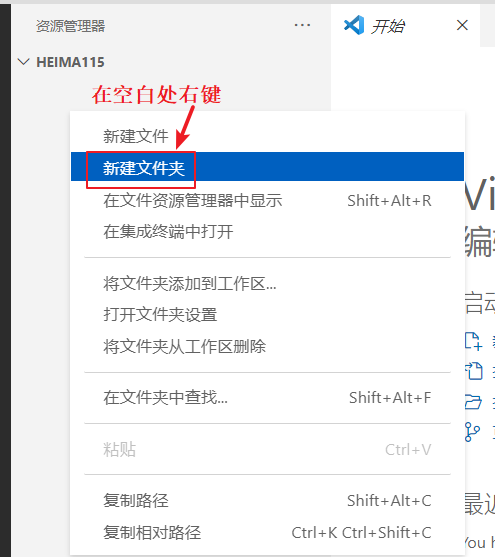 资源管理器 ···
开始
HEIMA115
在空白处右键
新建文件
新建文件夹
在文件资源管理器中显示 Shift+Alt+R
在集成终端中打开
将文件夹添加到工作区...
打开文件夹设置
将文件夹从工作区删除
在文件夹中查找... Shift+Alt+F
粘贴 Ctrl+V
复制路径 Shift+Alt+C
复制相对路径 Ctrl+K Ctrl+Shift+C
Vi
编辑
启动
最近
You h